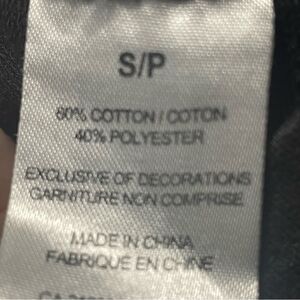 S/P
60% COTTON / COTON
40% POLYESTER
EXCLUSIVE OF DECORATIONS
GARNITURE NON COMPRISE
MADE IN CHINA
FABRIQUE EN CHINE